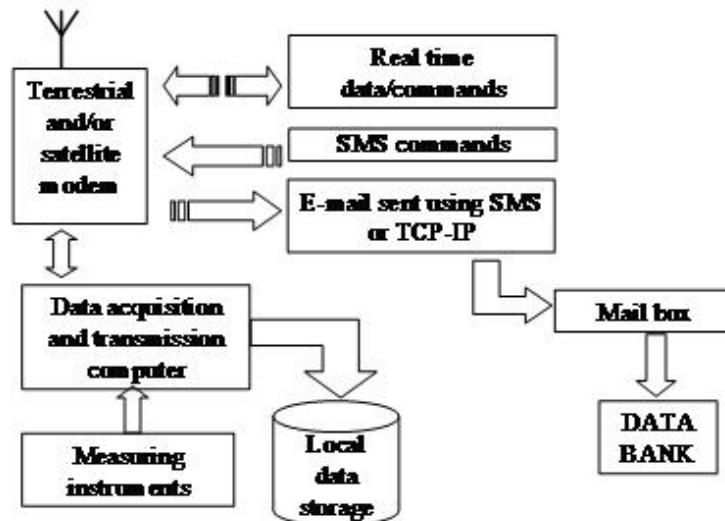 Terrestrial
and/or
satellite
modem
Real time
data/commands
SMS commands
E-mail sent using SMS
or TCP-IP
Data acquisition
and transmission
computer
Mail box
Measuring
instruments
Local
data
storage
DATA
BANK